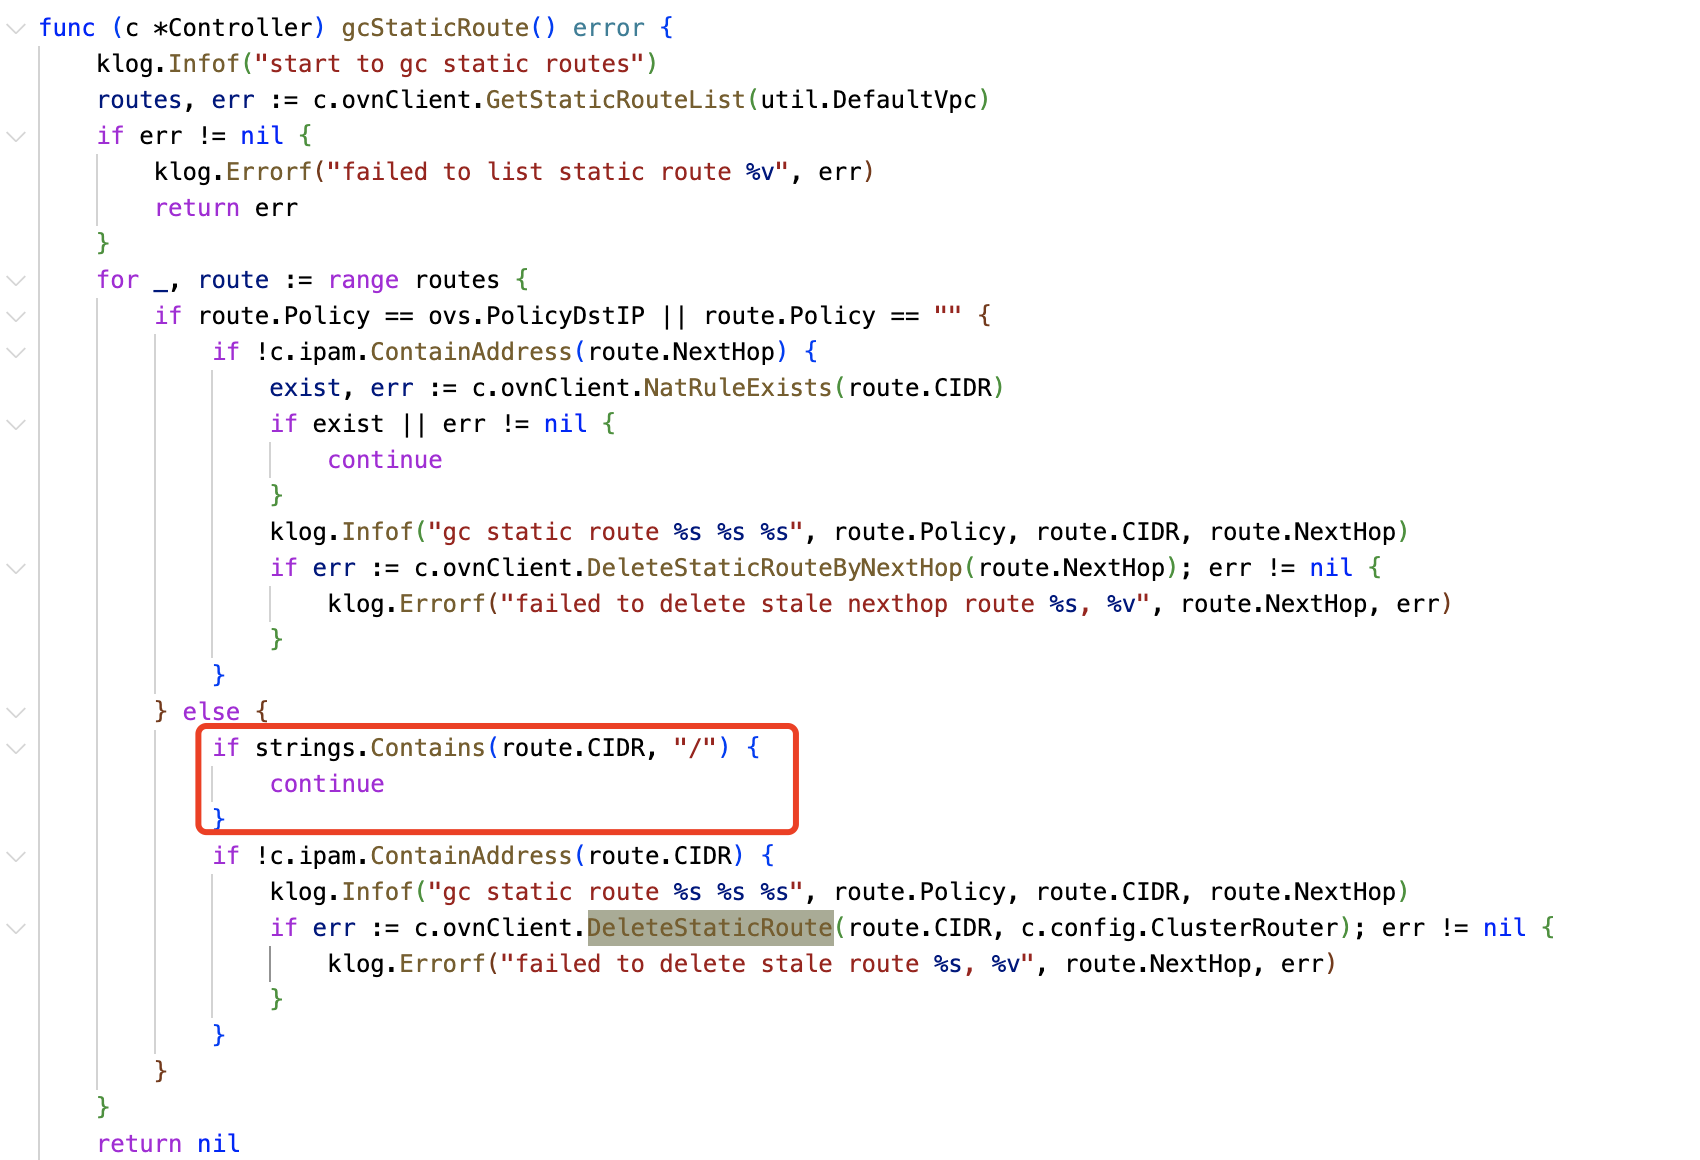 func (c *Controller) gcStaticRoute() error {
    klog.Infof("start to gc static routes")
    routes, err := c.ovnClient.GetStaticRouteList(util.DefaultVpc)
    if err != nil {
        klog.Errorf("failed to list static route %v", err)
        return err
    }
    for _, route := range routes {
        if route.Policy == ovs.PolicyDstIP || route.Policy == "" {
            if !c.ipam.ContainAddress(route.NextHop) {
                exist, err := c.ovnClient.NatRuleExists(route.CIDR)
                if exist || err != nil {
                    continue
                }
                klog.Infof("gc static route %s %s %s", route.Policy, route.CIDR, route.NextHop)
                if err := c.ovnClient.DeleteStaticRouteByNextHop(route.NextHop); err != nil {
                    klog.Errorf("failed to delete stale nexthop route %s, %v", route.NextHop, err)
                }
            }
        } else {
            if strings.Contains(route.CIDR, "/") {
                continue
            }
            if !c.ipam.ContainAddress(route.CIDR) {
                klog.Infof("gc static route %s %s %s", route.Policy, route.CIDR, route.NextHop)
                if err := c.ovnClient.DeleteStaticRoute(route.CIDR, c.config.ClusterRouter); err != nil {
                    klog.Errorf("failed to delete stale route %s, %v", route.NextHop, err)
                }
            }
        }
    }
    return nil